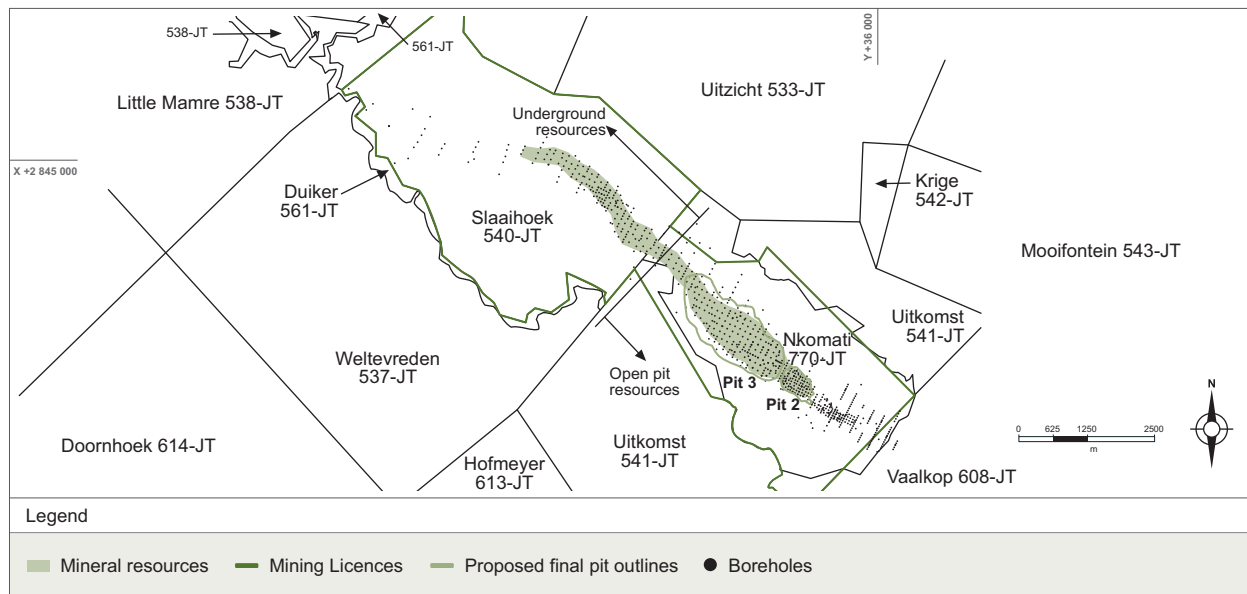 538-JT
561-JT
Y +36 000
Little Mamre 538-JT
Uitzicht 533-JT
Underground
resources
X +2 845 000
Duiker
561-JT
Krige
542-JT
Slaaihoek
540-JT
Mooifontein 543-JT
Uitkomst
541-JT
Nkomati
770-JT
Weltevreden
537-JT
Open pit
resources
Pit 3
Pit 2
N
Doornhoek 614-JT
Uitkomst
541-JT
Hofmeyer
613-JT
0 625 1250 2500
m
Vaalkop 608-JT
Legend
Mineral resources
Mining Licences
Proposed final pit outlines
Boreholes